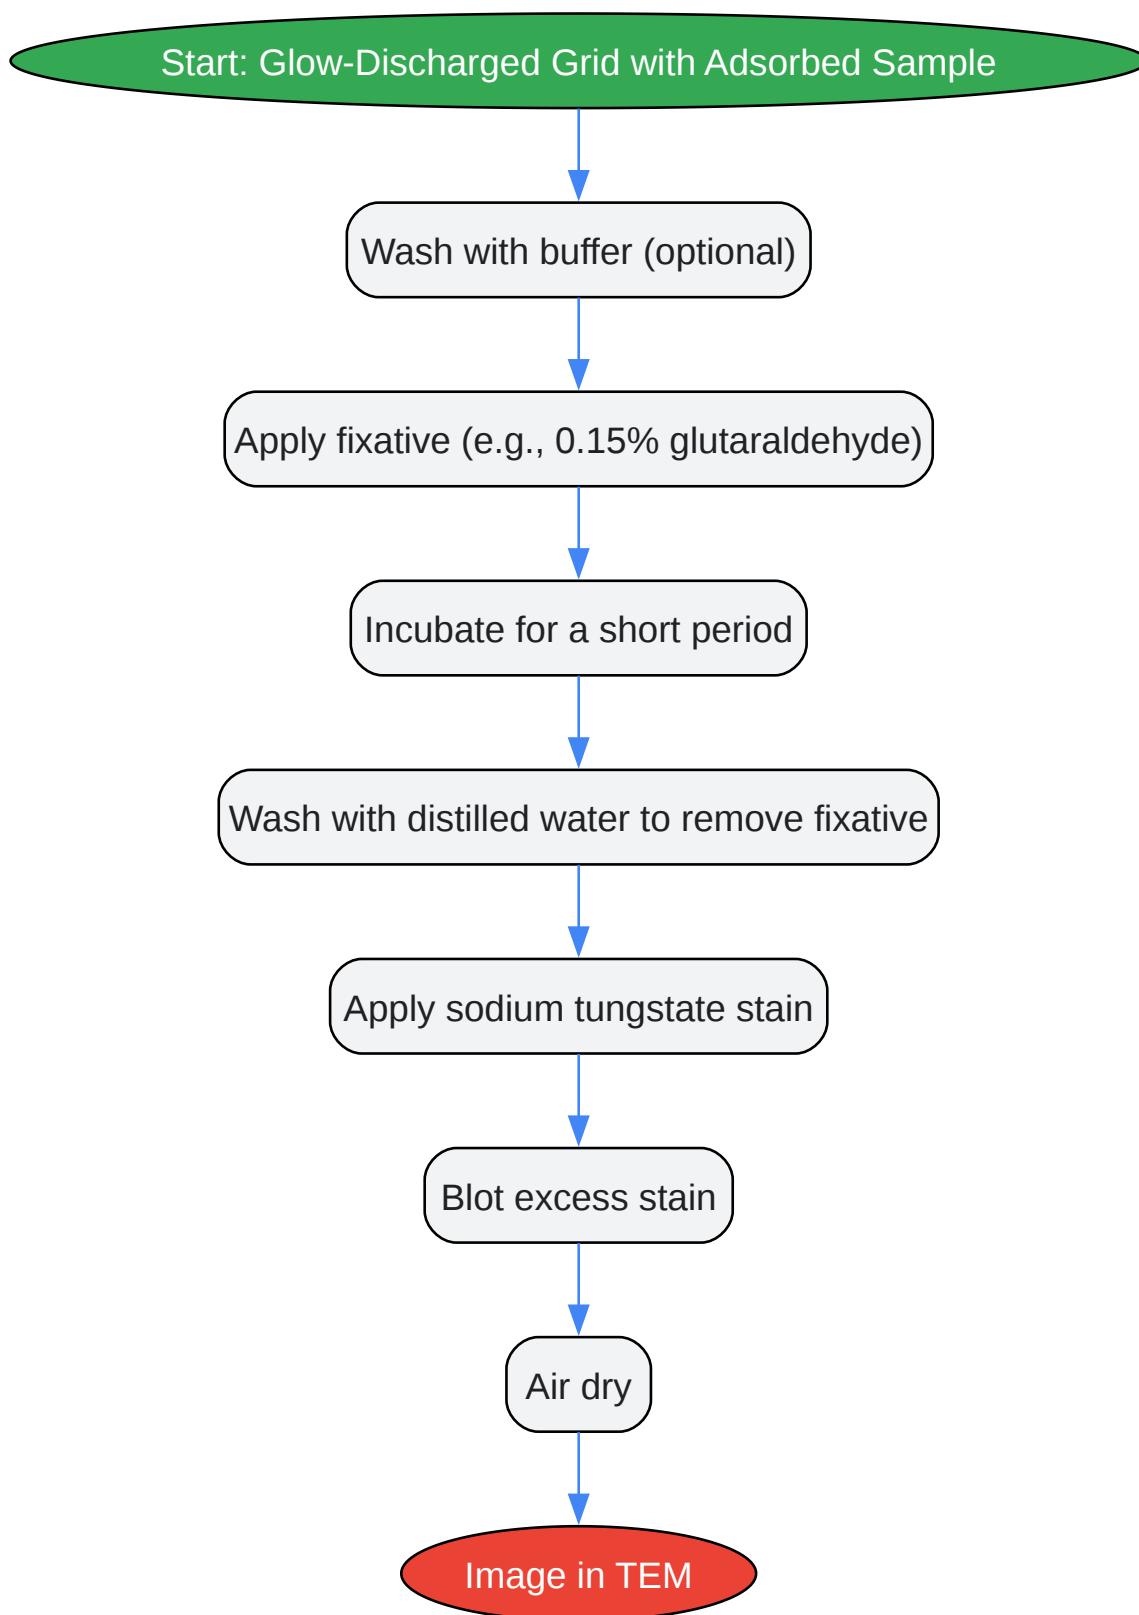 Start: Glow-Discharged Grid with Adsorbed Sample
Wash with buffer (optional)
Apply fixative (e.g., 0.15% glutaraldehyde)
Incubate for a short period
Wash with distilled water to remove fixative
Apply sodium tungstate stain
Blot excess stain
Air dry
Image in TEM